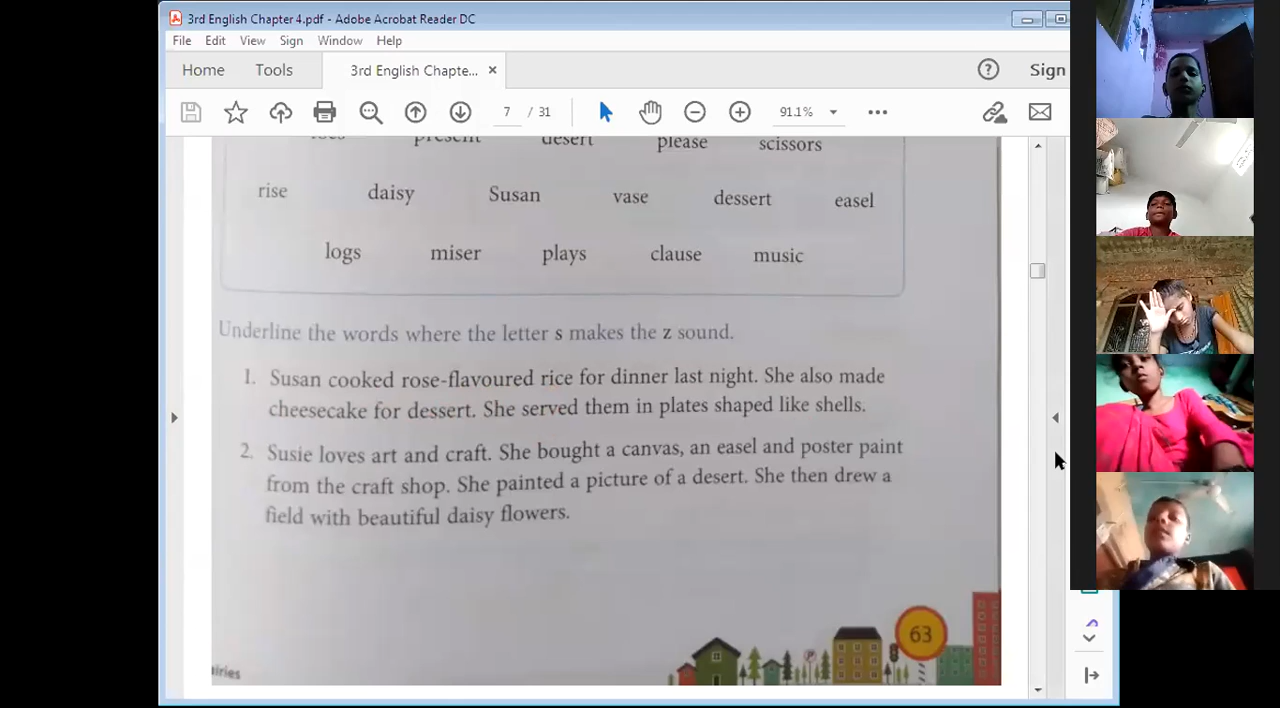 3rd English Chapter 4.pdf - Adobe Acrobat Reader DC
File Edit View Sign Window Help
Home Tools 3rd English Chapte... × Sign
7 / 31 91.1%
present desert please scissors
rise daisy Susan vase dessert easel
logs miser plays clause music
Underline the words where the letter s makes the z sound.
1. Susan cooked rose-flavoured rice for dinner last night. She also made
cheesecake for dessert. She served them in plates shaped like shells.
2. Susie loves art and craft. She bought a canvas, an easel and poster paint
from the craft shop. She painted a picture of a desert. She then drew a
field with beautiful daisy flowers.
63